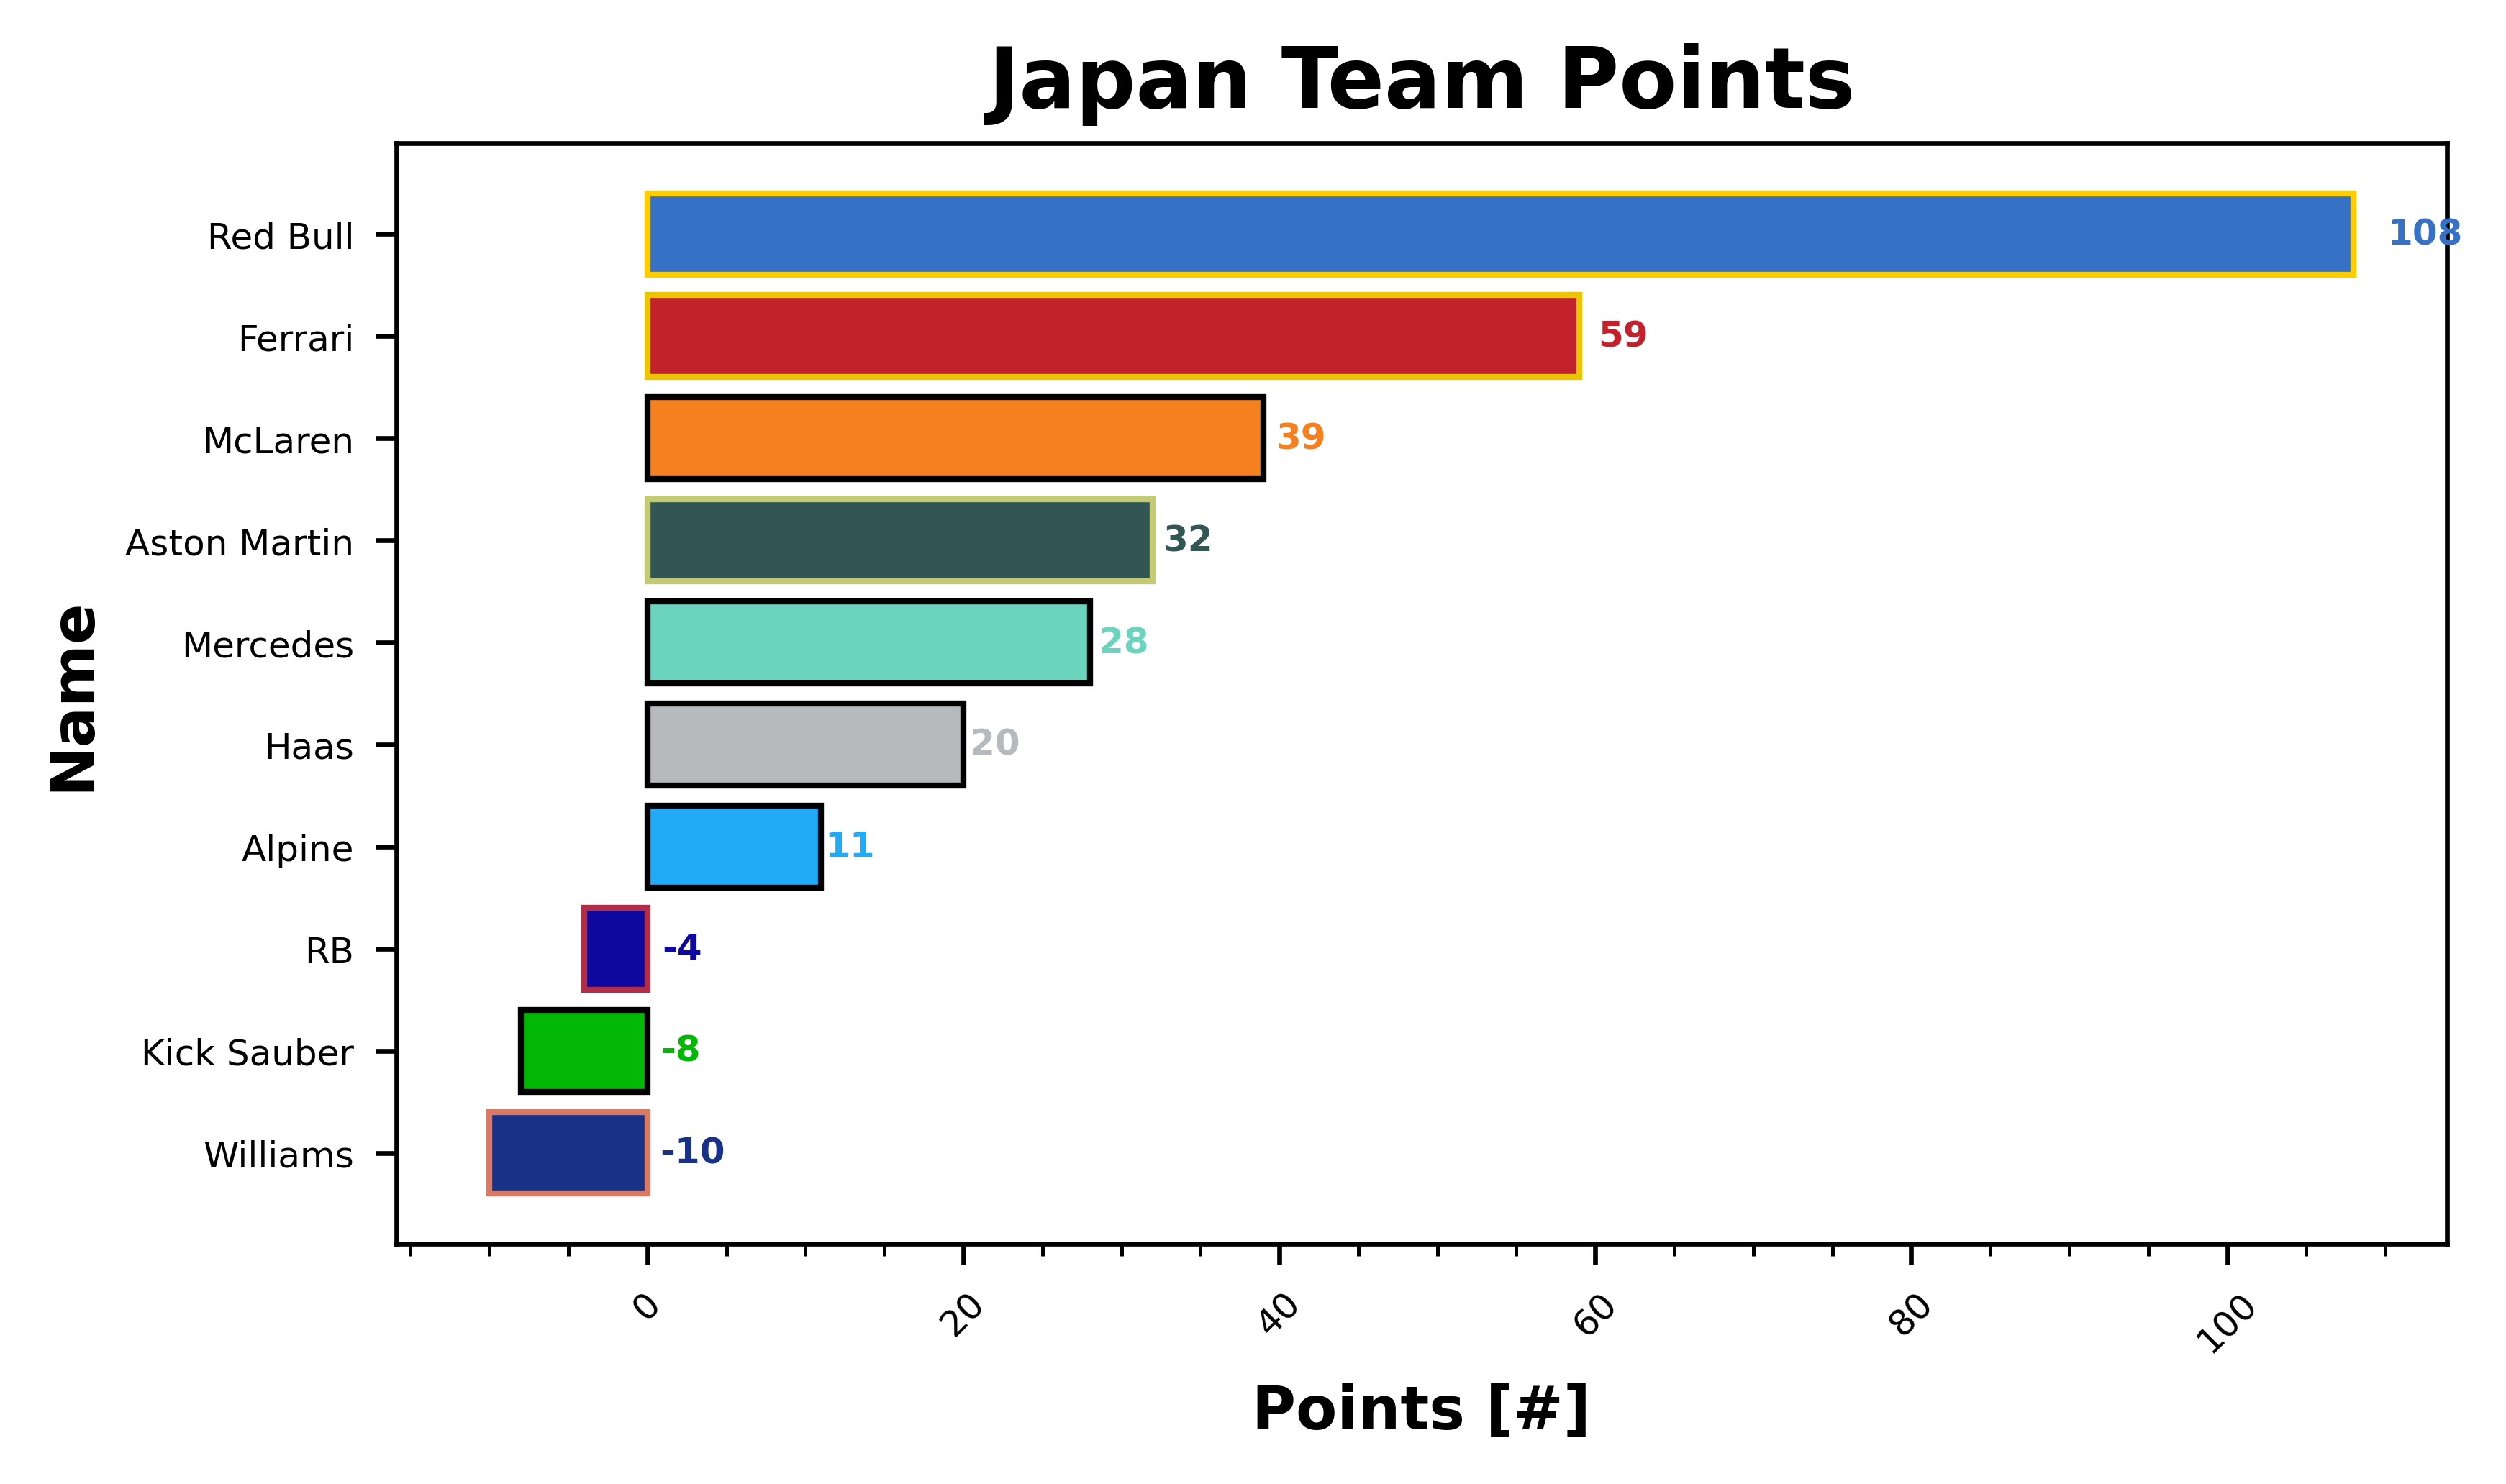 Japan Team Points
Name
Red Bull 108
Ferrari 59
McLaren 39
Aston Martin 32
Mercedes 28
Haas 20
Alpine 11
RB -4
Kick Sauber -8
Williams -10
0 20 40 60 80 100
Points [#]